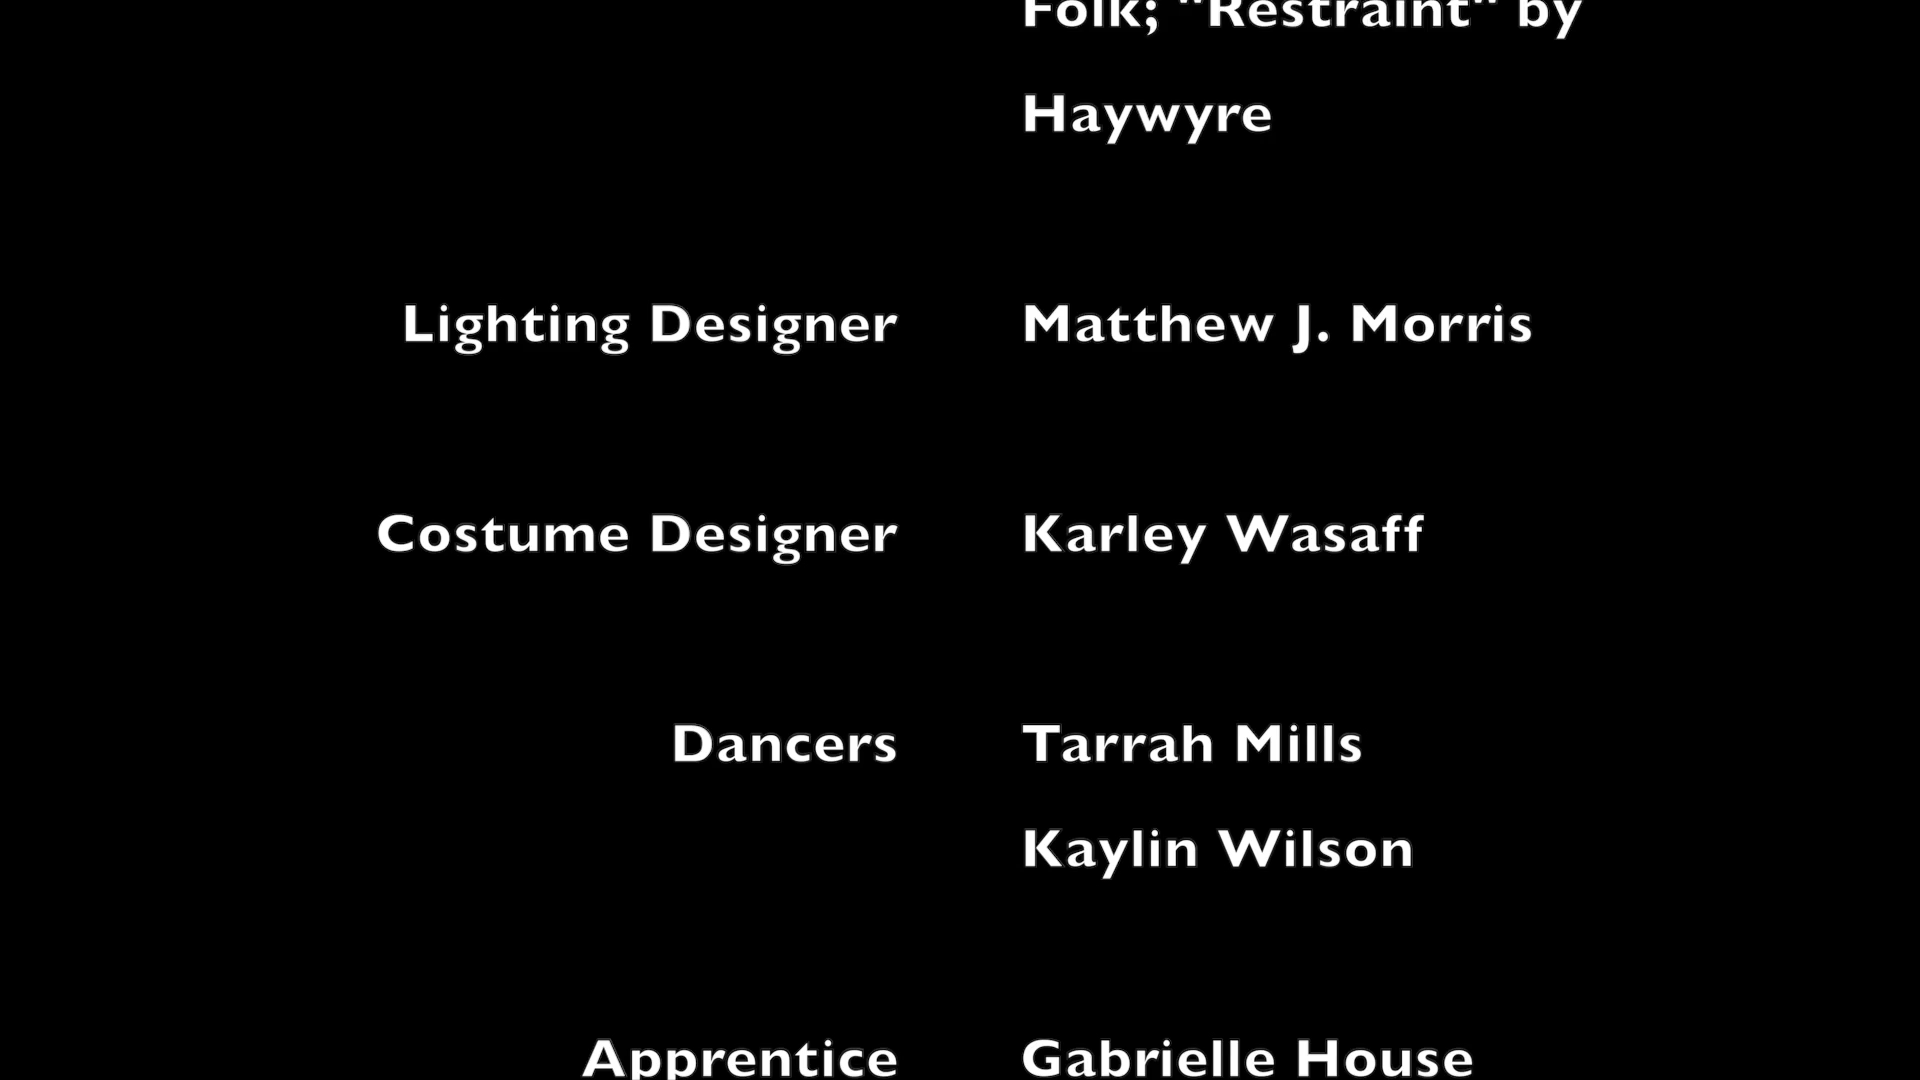 Folk; "Restraint" by
Haywyre
Lighting Designer Matthew J. Morris
Costume Designer Karley Wasaff
Dancers Tarrah Mills
Kaylin Wilson
Apprentice Gabrielle House